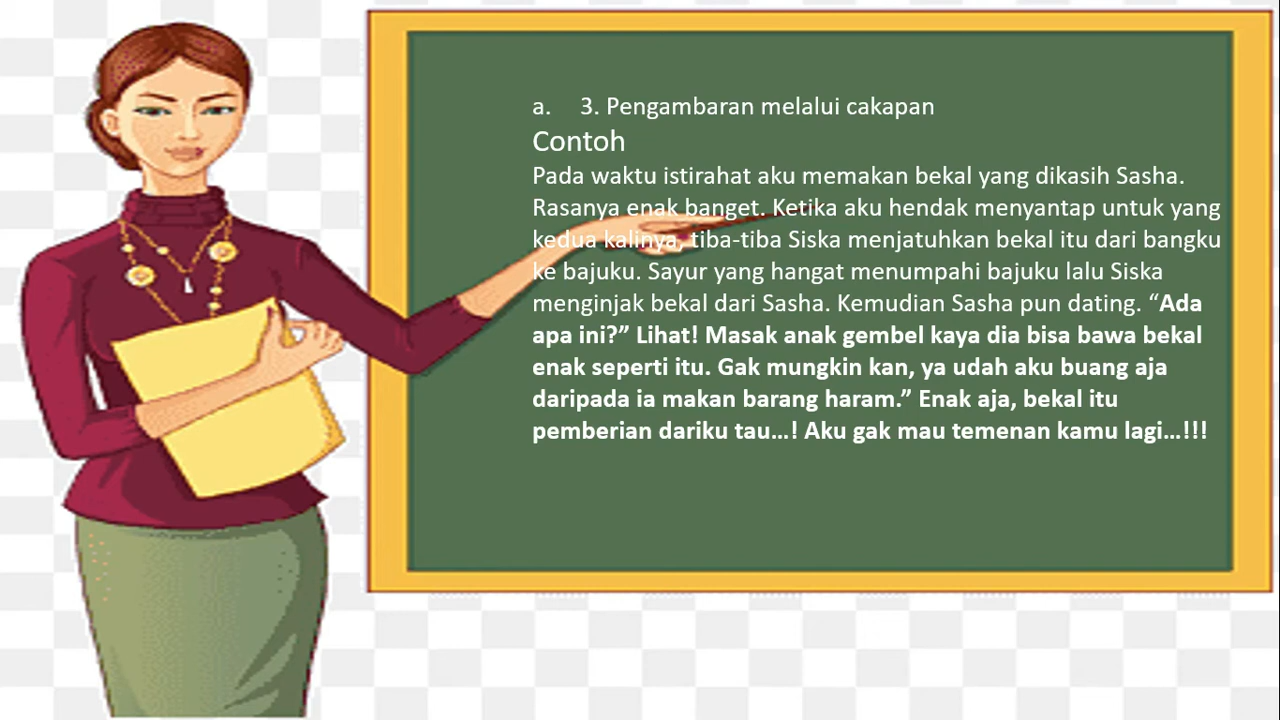 a. 3. Pengambaran melalui cakapan
Contoh
Pada waktu istirahat aku memakan bekal yang dikasih Sasha.
Rasanya enak banget. Ketika aku hendak menyantap untuk yang
kedua kalinya, tiba-tiba Siska menjatuhkan bekal itu dari bangku
ke bajuku. Sayur yang hangat menumpahi bajuku lalu Siska
menginjak bekal dari Sasha. Kemudian Sasha pun dating. “Ada
apa ini?” Lihat! Masak anak gembel kaya dia bisa bawa bekal
enak seperti itu. Gak mungkin kan, ya udah aku buang aja
daripada ia makan barang haram.” Enak aja, bekal itu
pemberian dariku tau…! Aku gak mau temenan kamu lagi…!!!